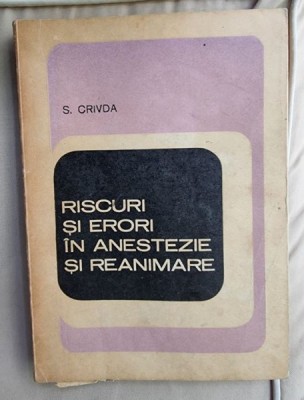 S. CRIVDA
RISCURI
ȘI ERORI
ÎN ANESTEZIE
ȘI REANIMARE